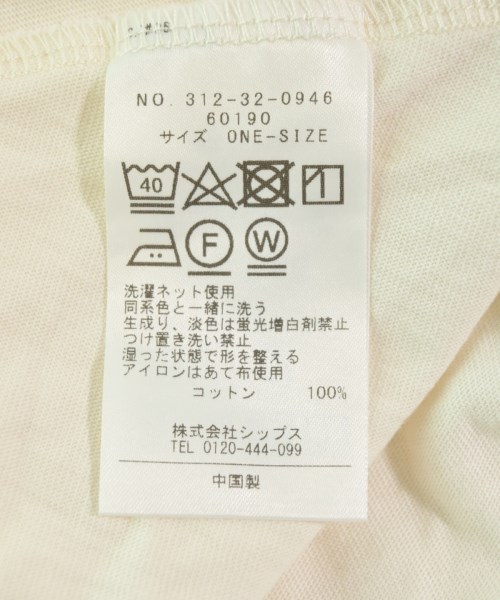 NO. 312-32-0946
60190
サイズ ONE-SIZE
40
F
W
洗濯ネット使用
同系色と一緒に洗う
生成り、淡色は蛍光増白剤禁止
つけ置き洗い禁止
湿った状態で形を整える
アイロンはあて布使用
コットン 100%
株式会社シップス
TEL 0120-444-099
中国製